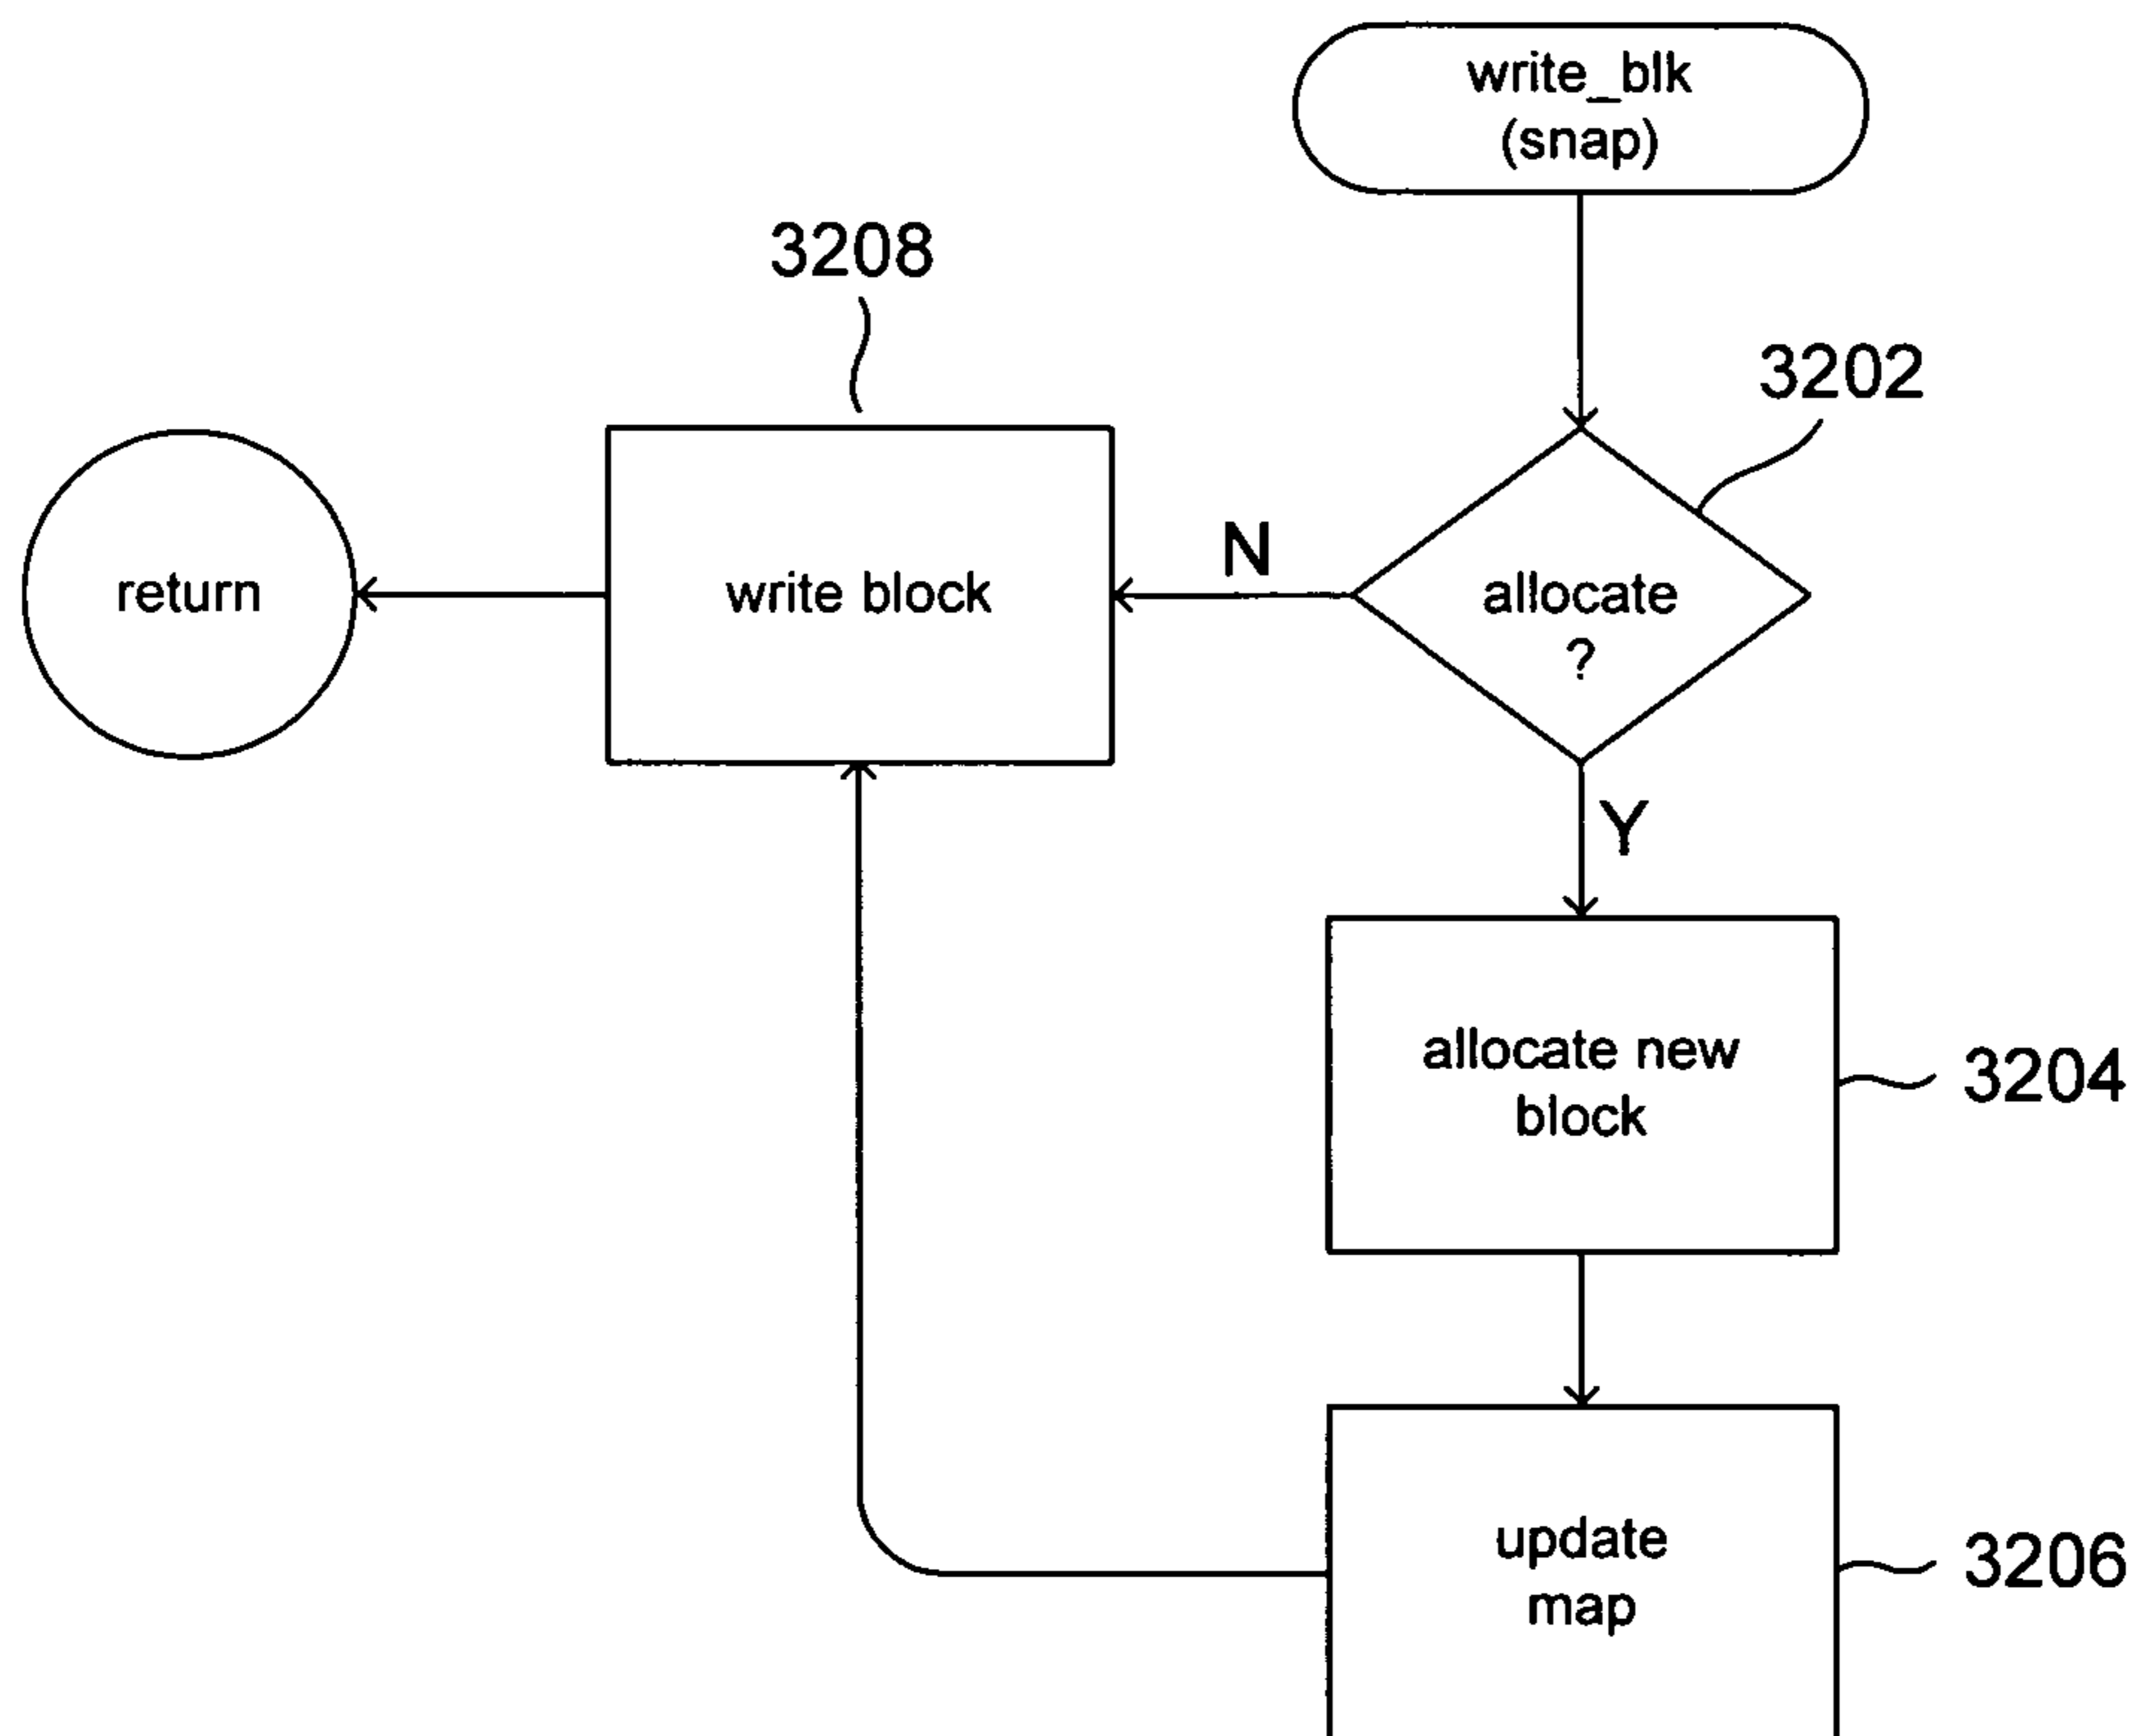 write_blk
(snap)
3208
3202
N
return
write block
allocate
?
Y
allocate new
block
3204
update
map
3206